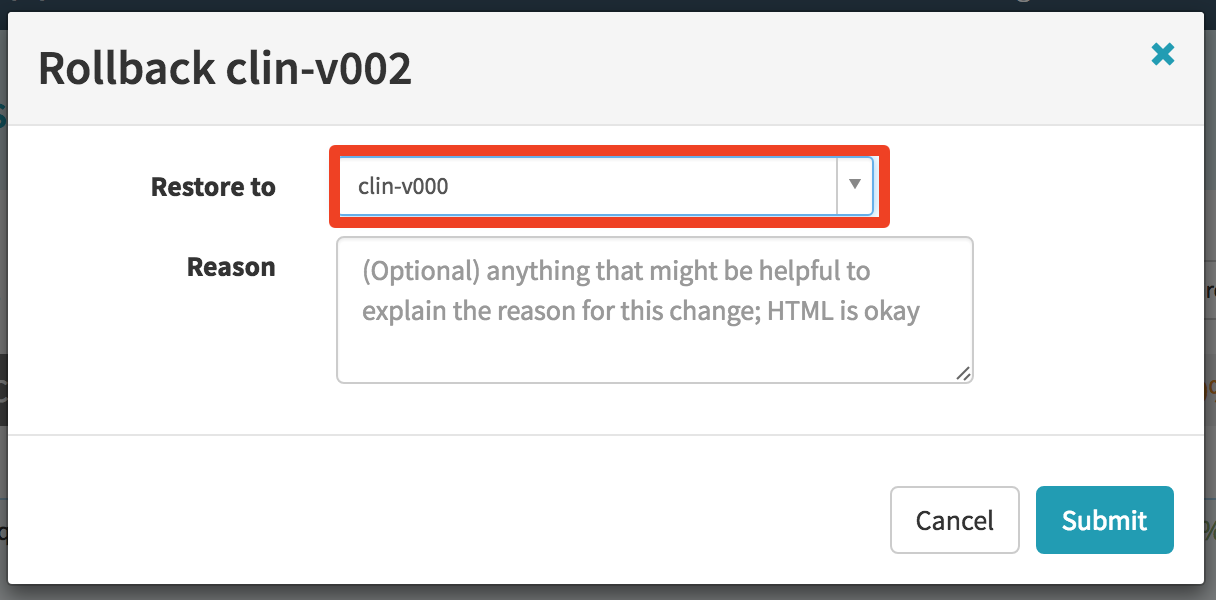 Rollback clin-v002
Restore to
clin-v000
Reason
(Optional) anything that might be helpful to
explain the reason for this change; HTML is okay
Cancel
Submit